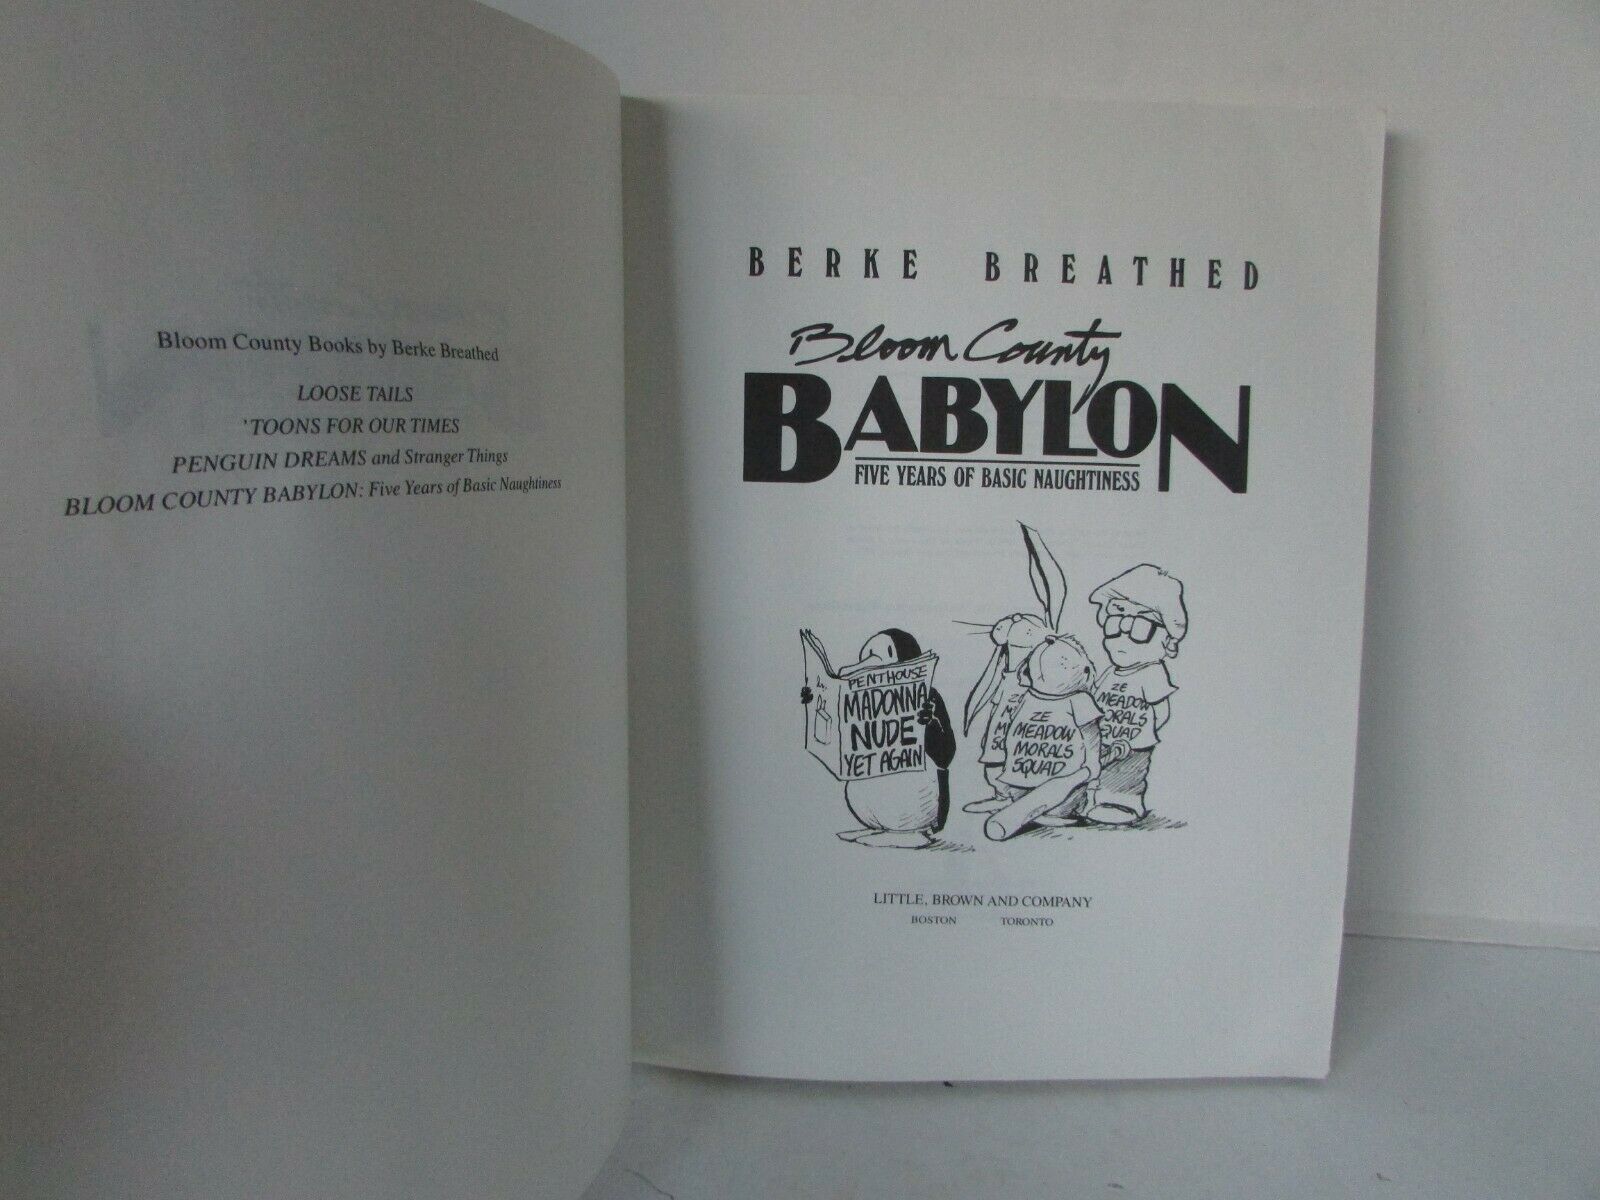 Bloom County Books by Berke Breathed
LOOSE TAILS
'TOONS FOR OUR TIMES
PENGUIN DREAMS and Stranger Things
BLOOM COUNTY BABYLON: Five Years of Basic Naughtiness
BERKE BREATHED
Bloom County
BABYLON
FIVE YEARS OF BASIC NAUGHTINESS
PENTHOUSE
MADONNA
NUDE
YET AGAIN
ZE
MEADOW
MORALS
SQUAD
ZE
MEADOW
LITTLE, BROWN AND COMPANY
BOSTON TORONTO